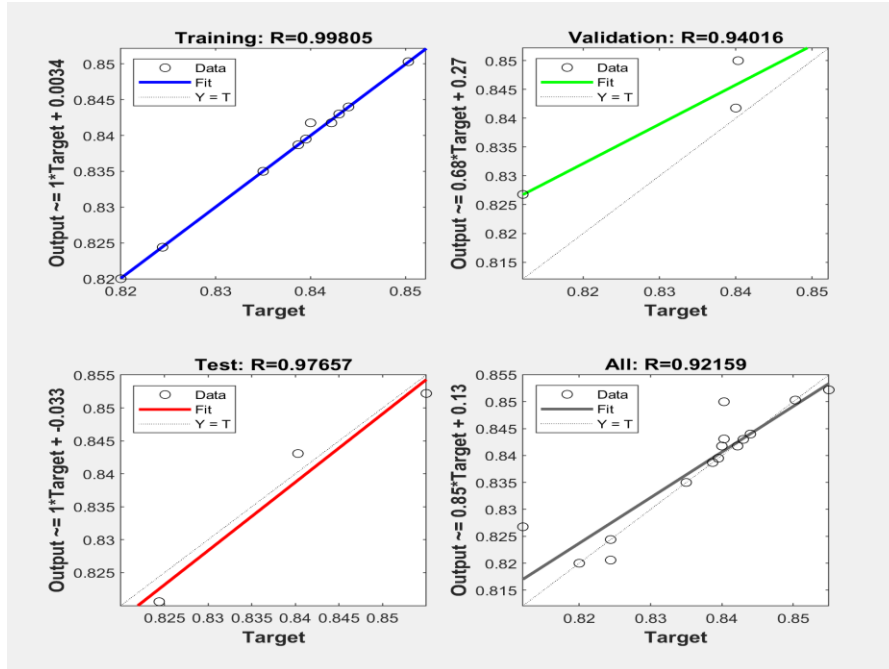 Training: R=0.99805
Output ~= 1*Target + 0.0034
0.85
0.845
0.84
0.835
0.83
0.825
0.82
Data
Fit
Y = T
0.82
0.83
0.84
0.85
Target
Validation: R=0.94016
Output ~= 0.68*Target + 0.27
0.85
0.845
0.84
0.835
0.83
0.825
0.82
0.815
Data
Fit
Y = T
0.82
0.83
0.84
0.85
Target
Test: R=0.97657
Output ~= 1*Target + -0.033
0.855
0.85
0.845
0.84
0.835
0.83
0.825
Data
Fit
Y = T
0.825
0.83
0.835
0.84
0.845
0.85
0.855
Target
All: R=0.92159
Output ~= 0.85*Target + 0.13
0.855
0.85
0.845
0.84
0.835
0.83
0.825
0.82
0.815
Data
Fit
Y = T
0.82
0.83
0.84
0.85
Target